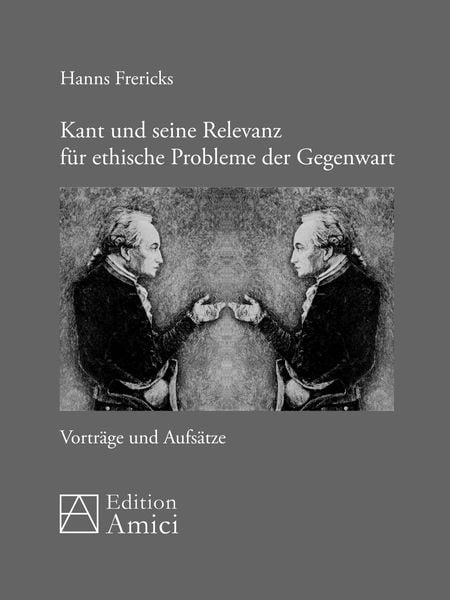 Hanns Frericks
Kant und seine Relevanz
für ethische Probleme der Gegenwart
Vorträge und Aufsätze
Edition
Amici